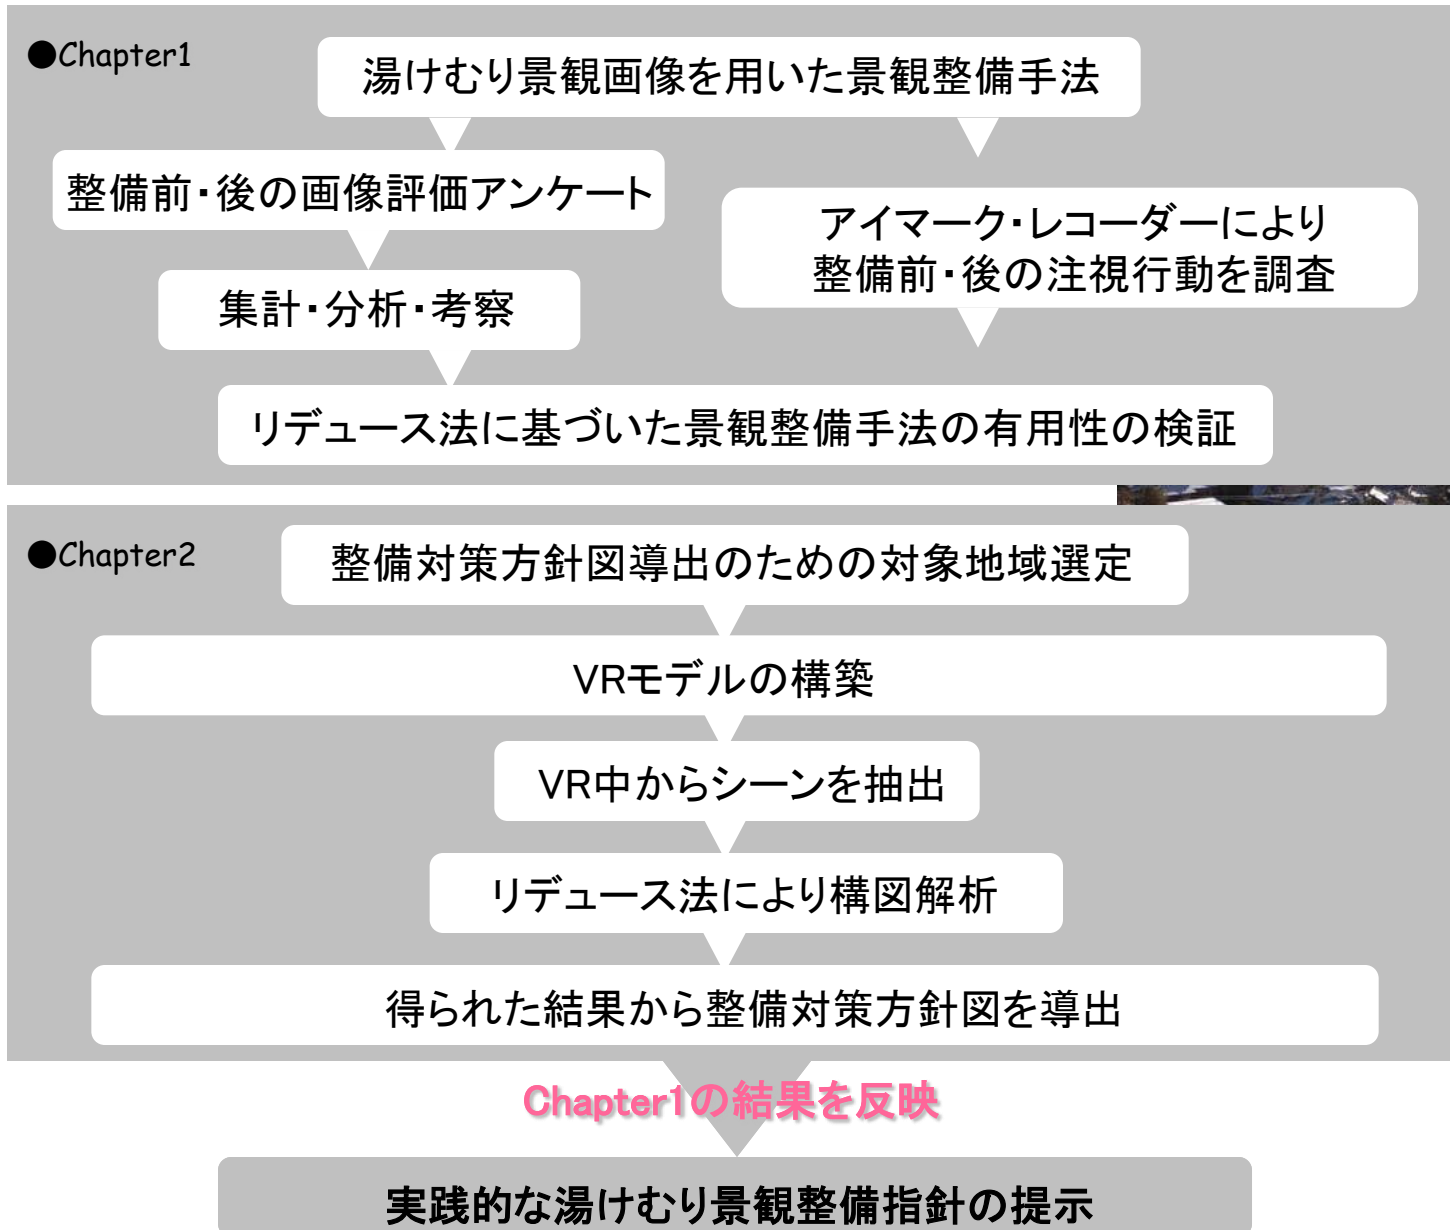 ●Chapter1
湯けむり景観画像を用いた景観整備手法
整備前・後の画像評価アンケート
アイマーク・レコーダーにより
整備前・後の注視行動を調査
集計・分析・考察
リデュース法に基づいた景観整備手法の有用性の検証
●Chapter2
整備対策方針図導出のための対象地域選定
VRモデルの構築
VR中からシーンを抽出
リデュース法により構図解析
得られた結果から整備対策方針図を導出
Chapter1の結果を反映
実践的な湯けむり景観整備指針の提示